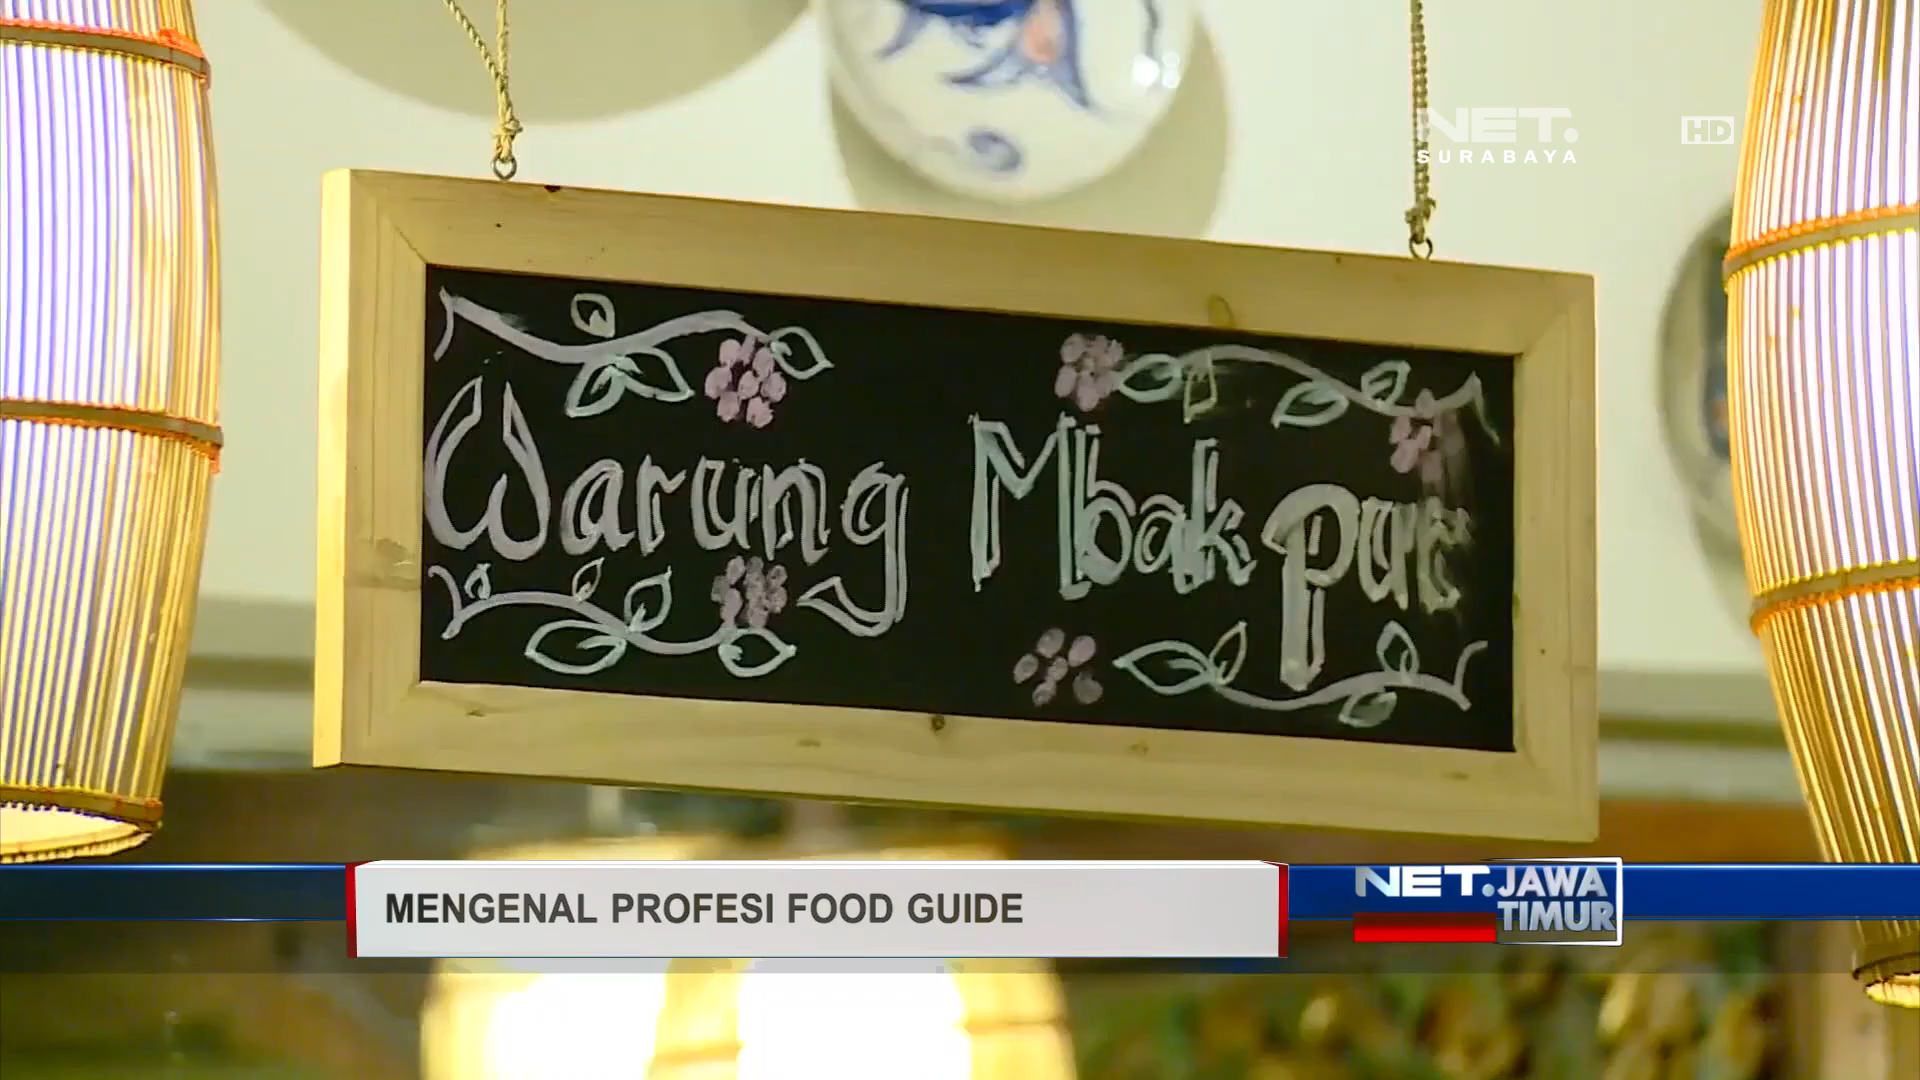 NET.
SURABAYA
HD
Warung Mbak pur
MENGENAL PROFESI FOOD GUIDE
NET. JAWA
TIMUR